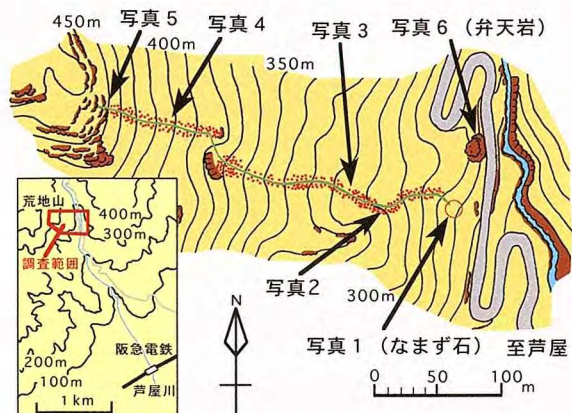 450m
写真5
写真4
400m
写真3
350m
写真6 (弁天岩)
荒地山
400m
300m
調査範囲
200m
100m
阪急電鉄
芦屋川
1 km
N
写真2
300m
写真1 (なまず石)
至芦屋
0 50 100
m